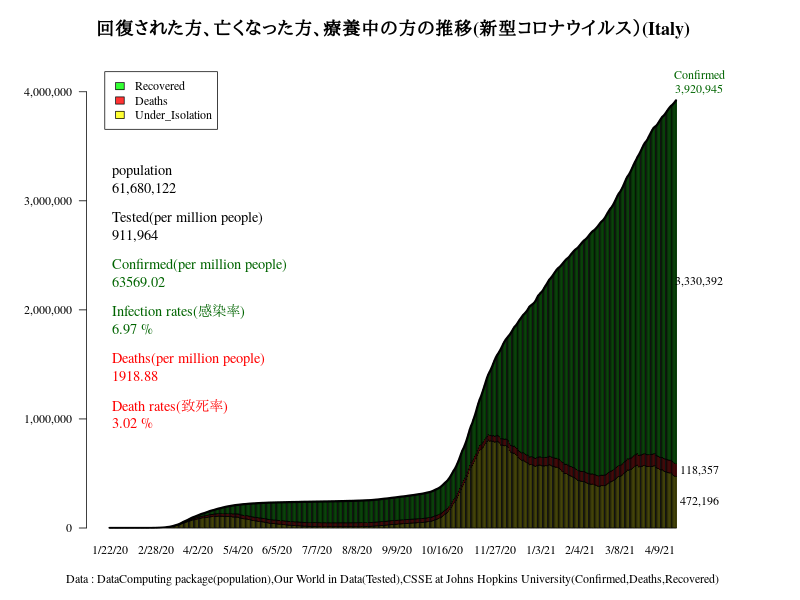 回復された方、亡くなった方、療養中の方の推移(新型コロナウイルス）(Italy)
Confirmed
3,920,945
Recovered
Deaths
Under_Isolation
4,000,000
3,000,000
2,000,000
1,000,000
0
population
61,680,122
Tested(per million people)
911,964
Confirmed(per million people)
63569.02
Infection rates(感染率)
6.97 %
Deaths(per million people)
1918.88
Death rates(致死率)
3.02 %
3,330,392
118,357
472,196
1/22/20 2/28/20 4/2/20 5/4/20 6/5/20 7/7/20 8/8/20 9/9/20 10/16/20 11/27/20 1/3/21 2/4/21 3/8/21 4/9/21
Data : DataComputing package(population),Our World in Data(Tested),CSSE at Johns Hopkins University(Confirmed,Deaths,Recovered)